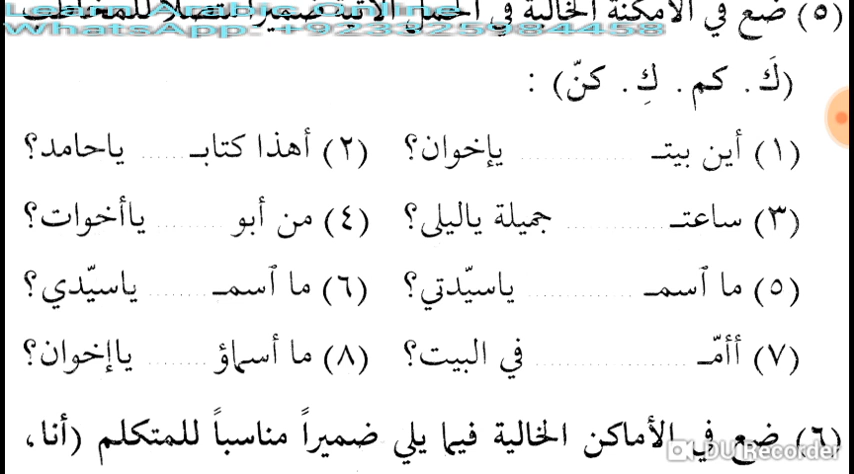 Learn Arabic Online
WhatsApp: +923325984458
(٥) ضع في الأمكنة الخالية في الجمل الآتية ضميرا متصلا للمخاطب
(كَ . كم . كِ . كنّ) :
(١) أين بيتـ ............ يإخوان؟ (٢) أهذا كتابـ ..... ياحامد؟
(٣) ساعتـ ............ جميلة ياليلى؟ (٤) من أبو ........ ياأخوات؟
(٥) ما ٱسمـ ............ ياسيّدتي؟ (٦) ما ٱسمـ ....... ياسيّدي؟
(٧) أأمّـ ............ في البيت؟ (٨) ما أسماؤ ....... ياإخوان؟
(٦) ضع في الأماكن الخالية فيما يلي ضميراً مناسباً للمتكلم (أنا،
DU Recorder